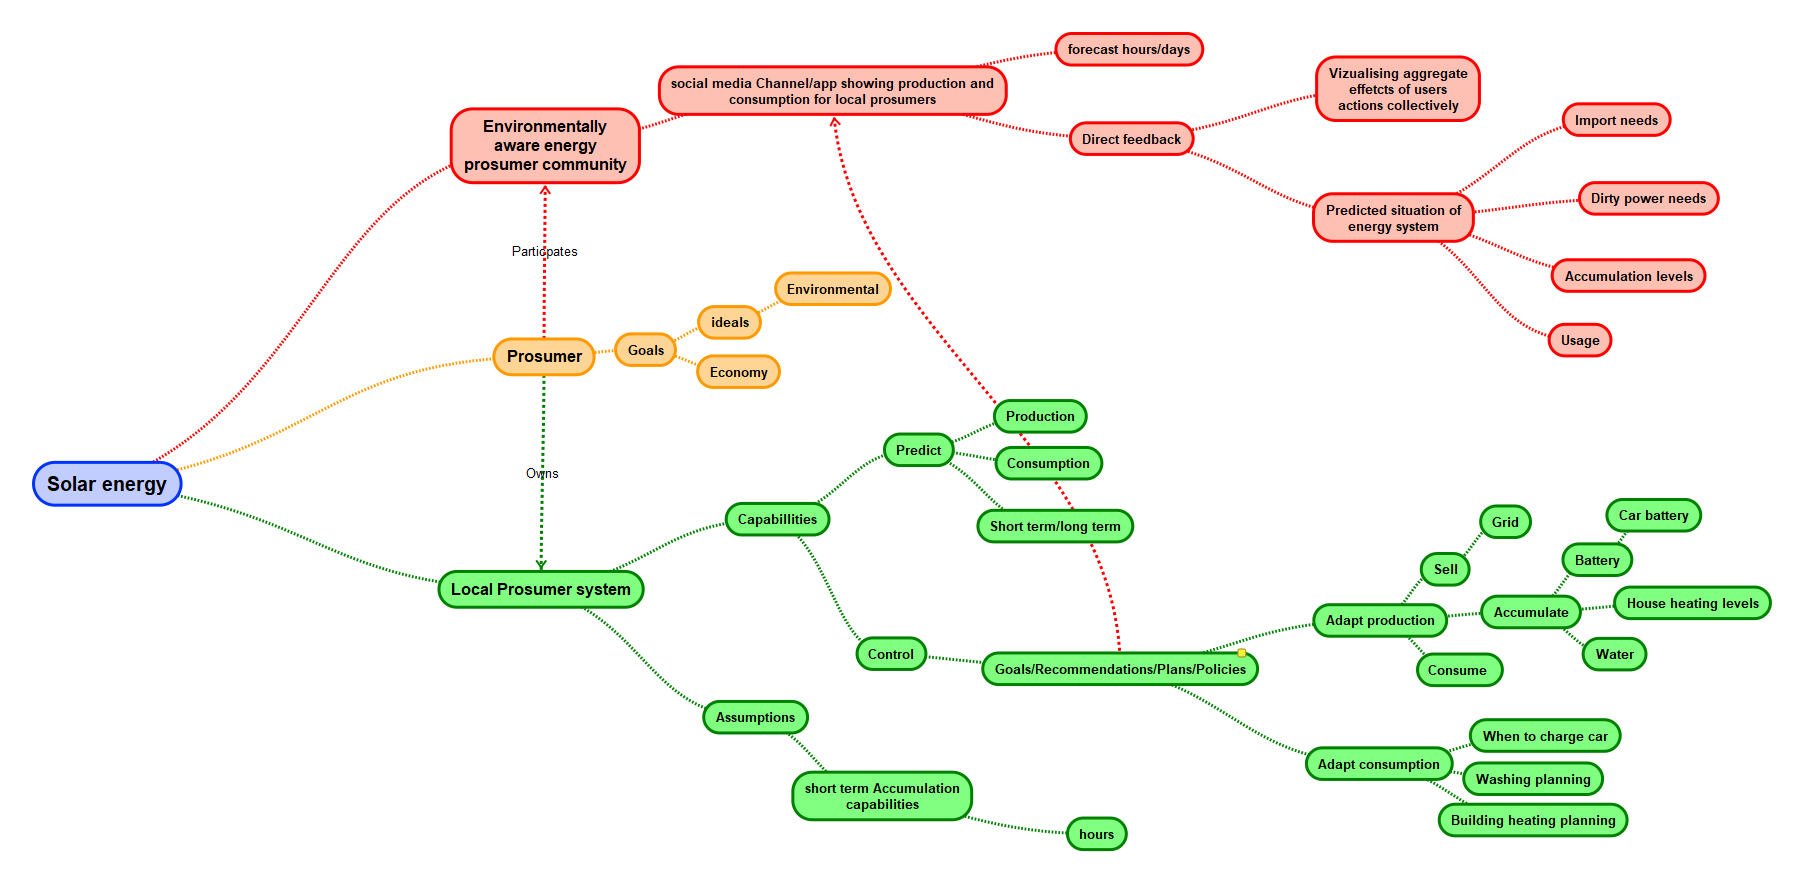 forecast hours/days
social media Channel/app showing production and
consumption for local prosumers
Vizualising aggregate
effetcts of users
actions collectively
Environmentally
aware energy
prosumer community
Direct feedback
Import needs
Dirty power needs
Predicted situation of
energy system
Accumulation levels
Usage
Particpates
Environmental
ideals
Goals
Economy
Prosumer
Solar energy
Owns
Production
Predict
Consumption
Short term/long term
Capabillities
Local Prosumer system
Control
Goals/Recommendations/Plans/Policies
Grid
Sell
Car battery
Battery
Adapt production
Accumulate
House heating levels
Water
Consume
Assumptions
short term Accumulation
capabilities
hours
When to charge car
Adapt consumption
Washing planning
Building heating planning